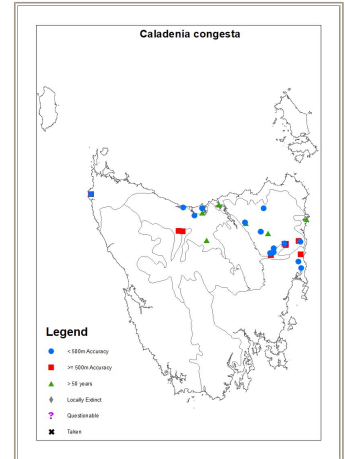 Caladenia congesta
Legend
< 500m Accuracy
>= 500m Accuracy
> 50 years
Locally Extinct
? Questionable
Taken